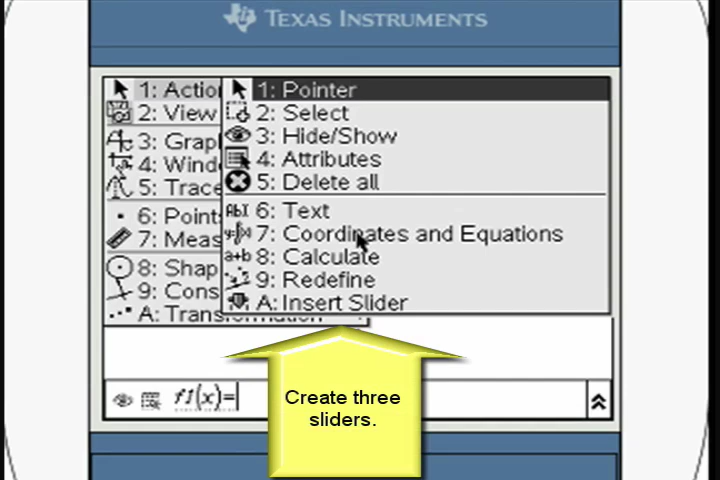 TEXAS INSTRUMENTS
1: Actio
2: View
3: Grap
4: Wind
5: Trace
6: Point
7: Meas
8: Shap
9: Cons
A: Transformation
1: Pointer
2: Select
3: Hide/Show
4: Attributes
5: Delete all
6: Text
7: Coordinates and Equations
8: Calculate
9: Redefine
A: Insert Slider
f1(x)=
Create three
sliders.